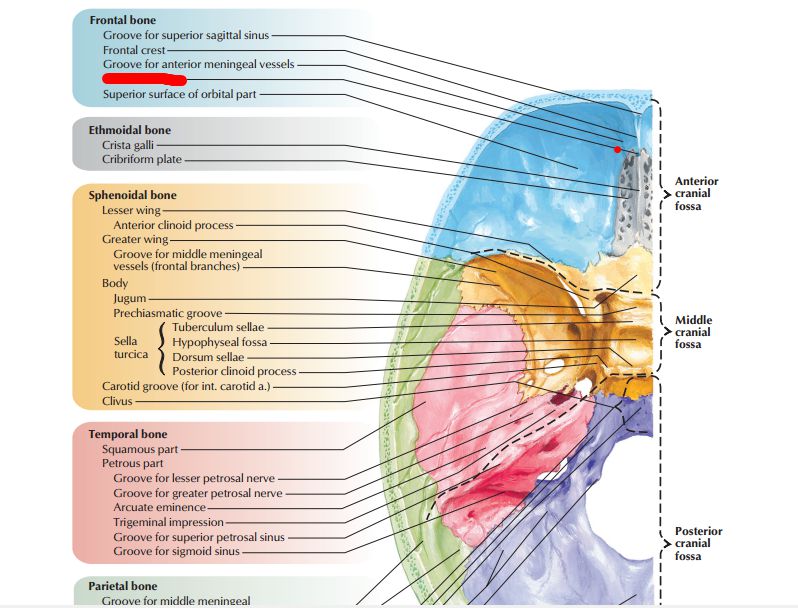 Frontal bone
Groove for superior sagittal sinus
Frontal crest
Groove for anterior meningeal vessels
Superior surface of orbital part
Ethmoidal bone
Crista galli
Cribriform plate
Sphenoidal bone
Lesser wing
Anterior clinoid process
Greater wing
Groove for middle meningeal
vessels (frontal branches)
Body
Jugum
Prechiasmatic groove
Sella
turcica
Tuberculum sellae
Hypophyseal fossa
Dorsum sellae
Posterior clinoid process
Carotid groove (for int. carotid a.)
Clivus
Temporal bone
Squamous part
Petrous part
Groove for lesser petrosal nerve
Groove for greater petrosal nerve
Arcuate eminence
Trigeminal impression
Groove for superior petrosal sinus
Groove for sigmoid sinus
Parietal bone
Groove for middle meningeal
Anterior
cranial
fossa
Middle
cranial
fossa
Posterior
cranial
fossa